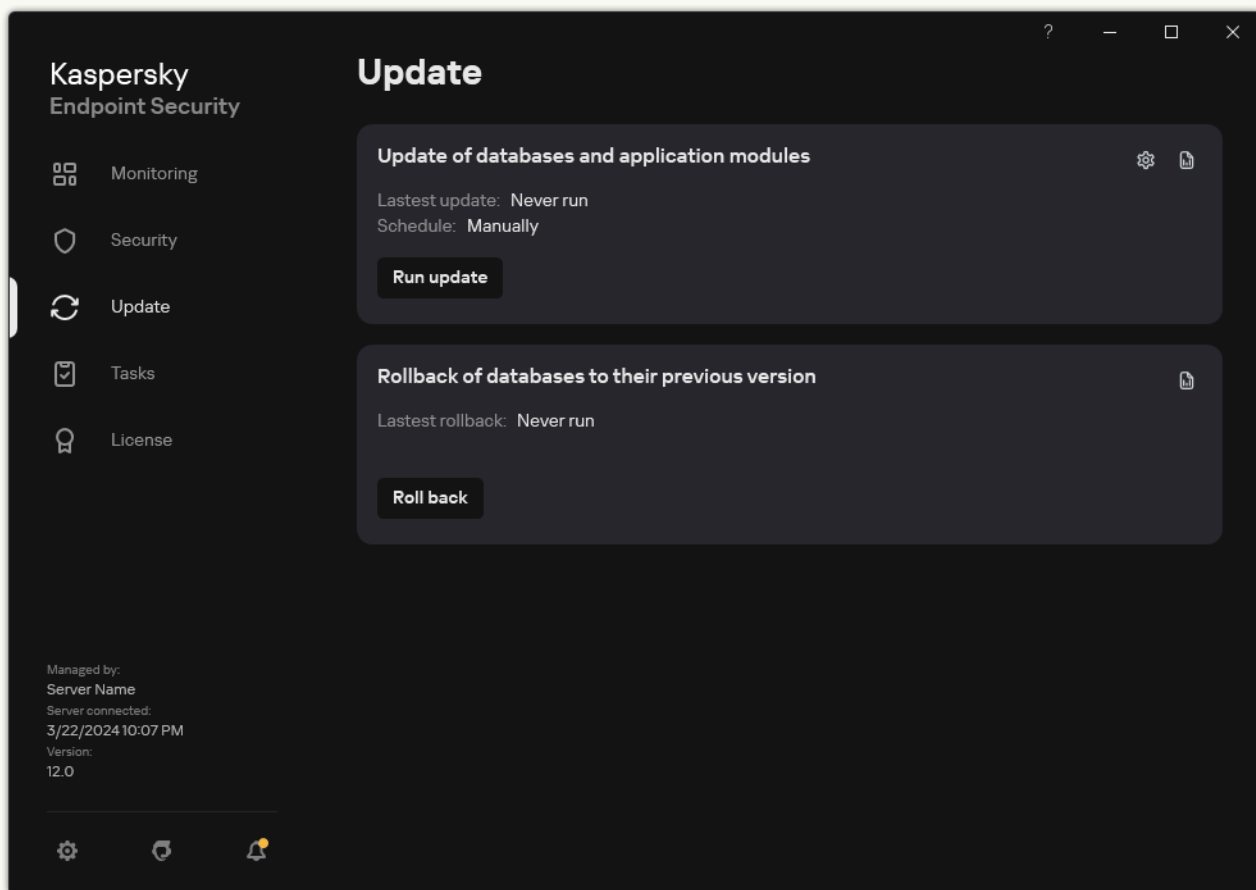 ?
Kaspersky
Endpoint Security
Monitoring
Security
Update
Tasks
License
Managed by:
Server Name
Server connected:
3/22/2024 10:07 PM
Version:
12.0
Update
Update of databases and application modules
Lastest update: Never run
Schedule: Manually
Run update
Rollback of databases to their previous version
Lastest rollback: Never run
Roll back